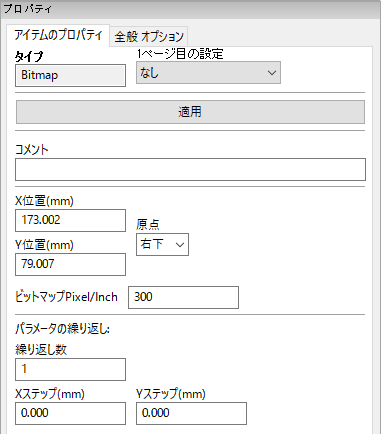 プロパティ
アイテムのプロパティ 全般 オプション
タイプ 1ページ目の設定
Bitmap なし
適用
コメント
X位置(mm)
173.002 原点
Y位置(mm) 右下
79.007
ビットマップPixel/Inch 300
パラメータの繰り返し:
繰り返し数
1
Xステップ(mm) Yステップ(mm)
0.000 0.000